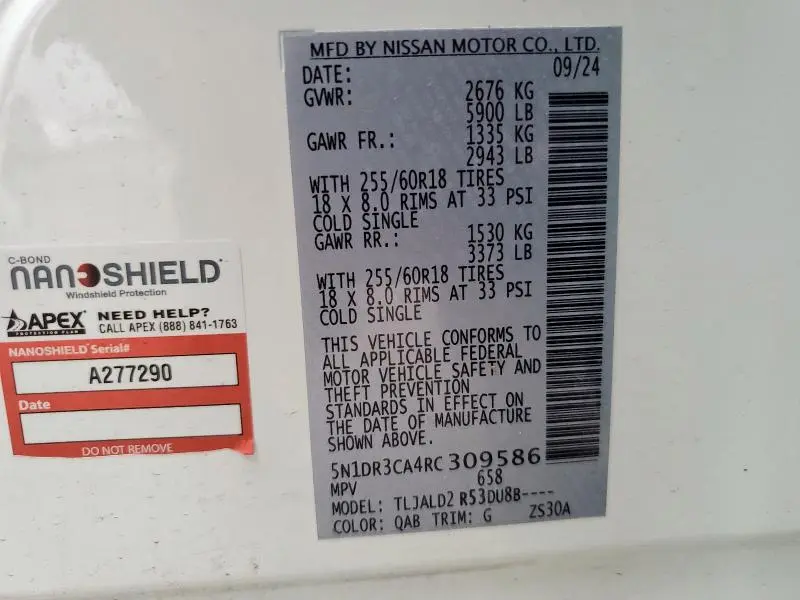 MFD BY NISSAN MOTOR CO., LTD.
DATE: 09/24
GVWR: 2676 KG
5900 LB
GAWR FR.: 1335 KG
2943 LB
WITH 255/60R18 TIRES
18 X 8.0 RIMS AT 33 PSI
COLD SINGLE
GAWR RR.: 1530 KG
3373 LB
WITH 255/60R18 TIRES
18 X 8.0 RIMS AT 33 PSI
COLD SINGLE
THIS VEHICLE CONFORMS TO
ALL APPLICABLE FEDERAL
MOTOR VEHICLE SAFETY AND
THEFT PREVENTION
STANDARDS IN EFFECT ON
THE DATE OF MANUFACTURE
SHOWN ABOVE.
5N1DR3CA4RC309586
MPV 658
MODEL: TLJALD2 R53DU8B----
COLOR: QAB TRIM: G ZS30A
C-BOND
NANOSHIELD
Windshield Protection
APEX
PROTECTION PLAN
NEED HELP?
CALL APEX (888) 841-1763
NANOSHIELD Serial#
A277290
Date
DO NOT REMOVE